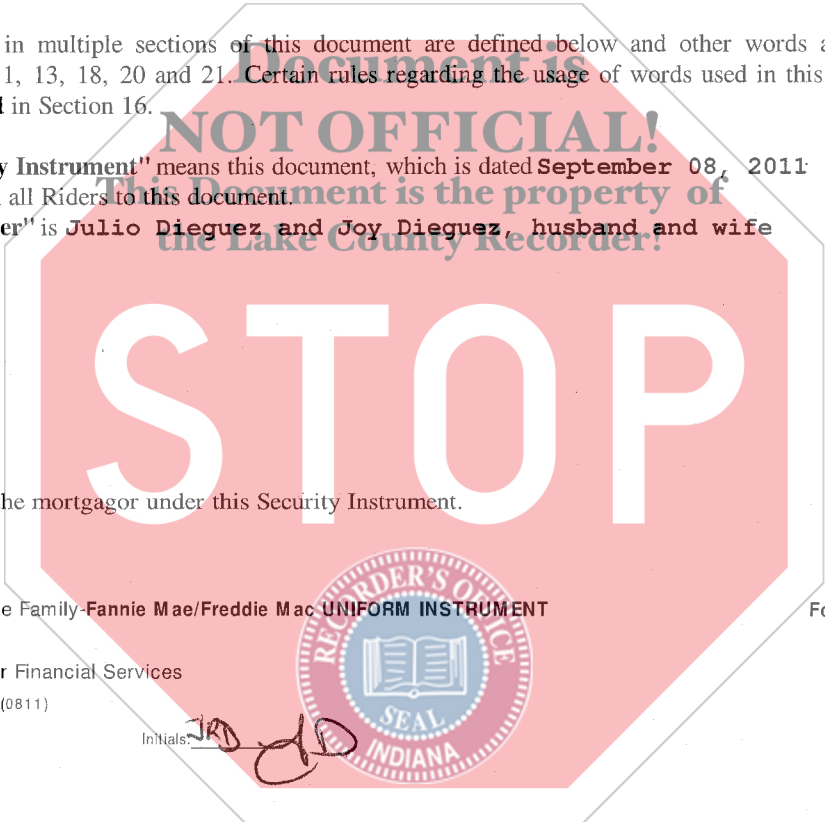 in multiple sections of this document are defined below and other words a
1, 13, 18, 20 and 21. Certain rules regarding the usage of words used in this
in Section 16.
Document is
NOT OFFICIAL!
This Document is the property of
the Lake County Recorder!
y Instrument" means this document, which is dated September 08, 2011
all Riders to this document.
er" is Julio Dieguez and Joy Dieguez, husband and wife
STOP
he mortgagor under this Security Instrument.
e Family-Fannie Mae/Freddie Mac UNIFORM INSTRUMENT Fo
r Financial Services
(0811)
Initials: JRD JD
RECORDER'S OFFICE
SEAL
INDIANA